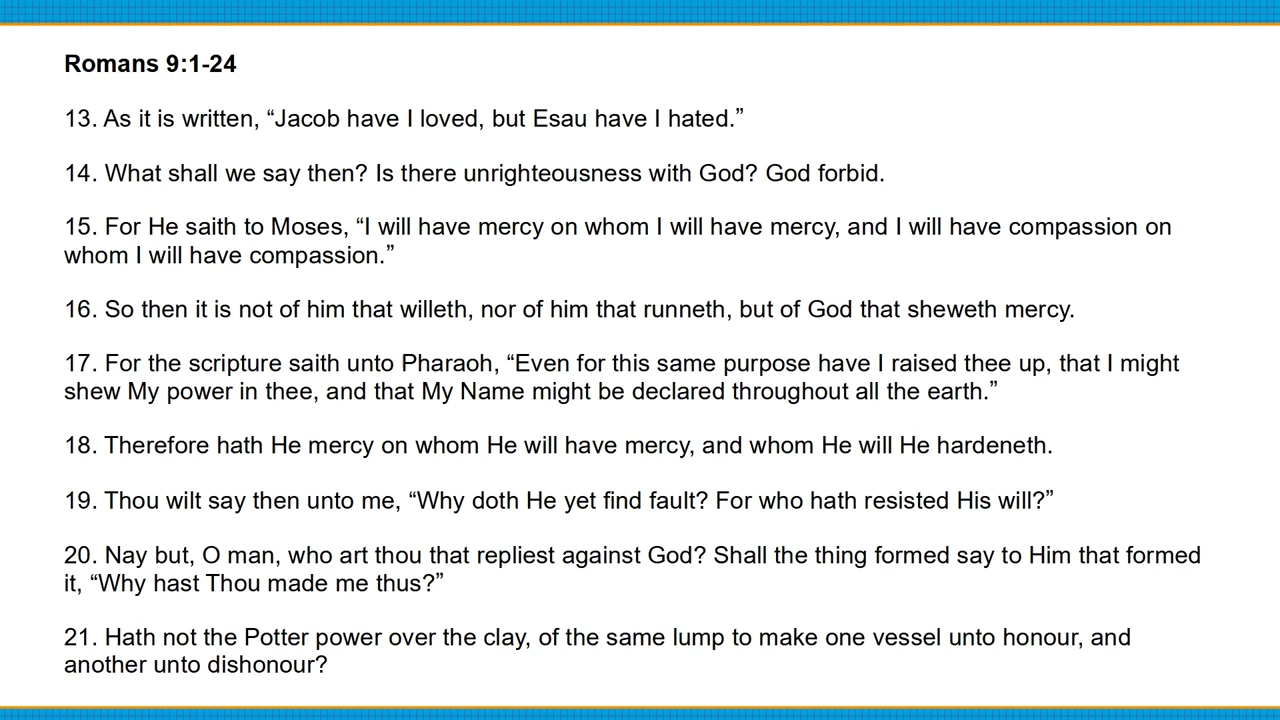 Romans 9:1-24
13. As it is written, “Jacob have I loved, but Esau have I hated.”
14. What shall we say then? Is there unrighteousness with God? God forbid.
15. For He saith to Moses, “I will have mercy on whom I will have mercy, and I will have compassion on
whom I will have compassion.”
16. So then it is not of him that willeth, nor of him that runneth, but of God that sheweth mercy.
17. For the scripture saith unto Pharaoh, “Even for this same purpose have I raised thee up, that I might
shew My power in thee, and that My Name might be declared throughout all the earth.”
18. Therefore hath He mercy on whom He will have mercy, and whom He will He hardeneth.
19. Thou wilt say then unto me, “Why doth He yet find fault? For who hath resisted His will?”
20. Nay but, O man, who art thou that repliest against God? Shall the thing formed say to Him that formed
it, “Why hast Thou made me thus?”
21. Hath not the Potter power over the clay, of the same lump to make one vessel unto honour, and
another unto dishonour?